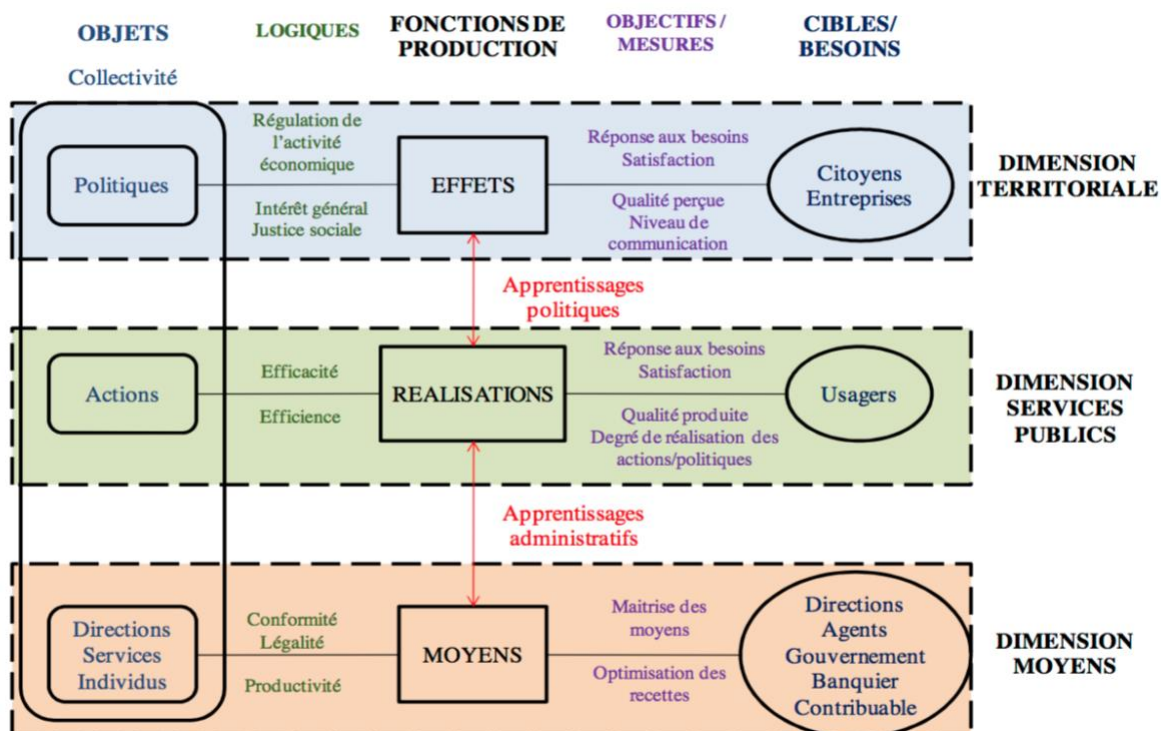 OBJETS
LOGIQUES
FONCTIONS DE
PRODUCTION
OBJECTIFS /
MESURES
CIBLES/
BESOINS
Collectivité
Politiques
Régulation de
l'activité
économique
Intérêt général
Justice sociale
EFFETS
Réponse aux besoins
Satisfaction
Qualité perçue
Niveau de
communication
Citoyens
Entreprises
DIMENSION
TERRITORIALE
Apprentissages
politiques
Actions
Efficacité
Efficience
REALISATIONS
Réponse aux besoins
Satisfaction
Qualité produite
Degré de réalisation des
actions/politiques
Usagers
DIMENSION
SERVICES
PUBLICS
Apprentissages
administratifs
Directions
Services
Individus
Conformité
Légalité
Productivité
MOYENS
Maitrise des
moyens
Optimisation des
recettes
Directions
Agents
Gouvernement
Banquier
Contribuable
DIMENSION
MOYENS